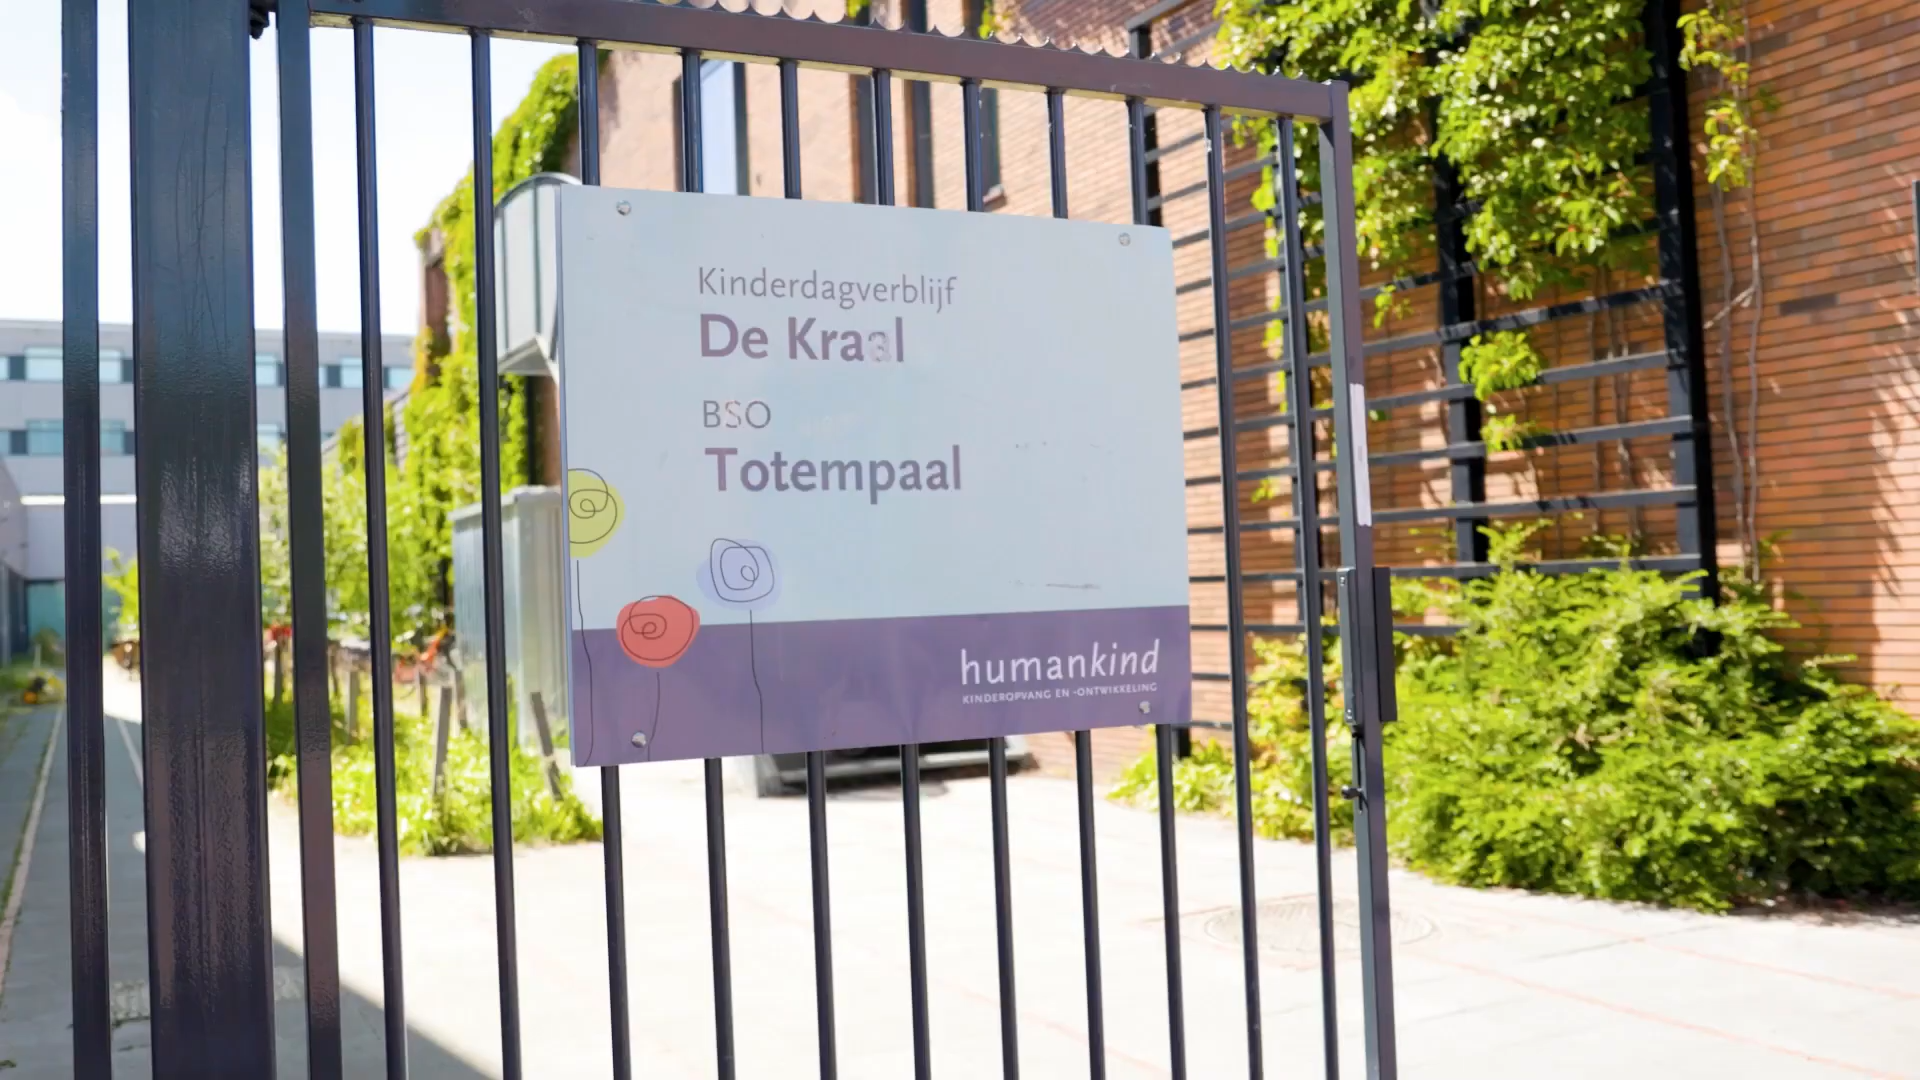 Kinderdagverblijf
De Kraal
BSO
Totempaal
humankind
KINDEROPVANG EN -ONTWIKKELING